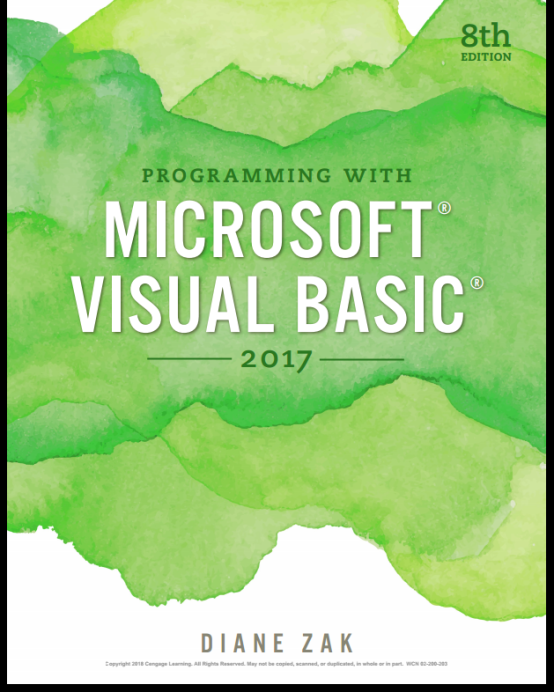 8th
EDITION
PROGRAMMING WITH
MICROSOFT®
VISUAL BASIC®
2017
DIANE ZAK
Copyright 2018 Cengage Learning. All Rights Reserved. May not be copied, scanned, or duplicated, in whole or in part. WCN 02-200-203